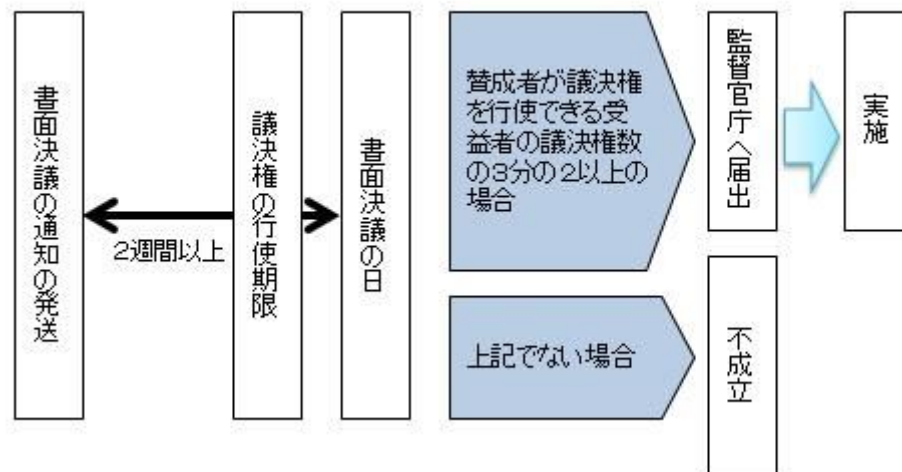 書面決議の通知の発送
2週間以上
議決権の行使期限
書面決議の日
賛成者が議決権
を行使できる受
益者の議決権数
の3分の2以上の
場合
監督官庁へ届出
実施
上記でない場合
不成立